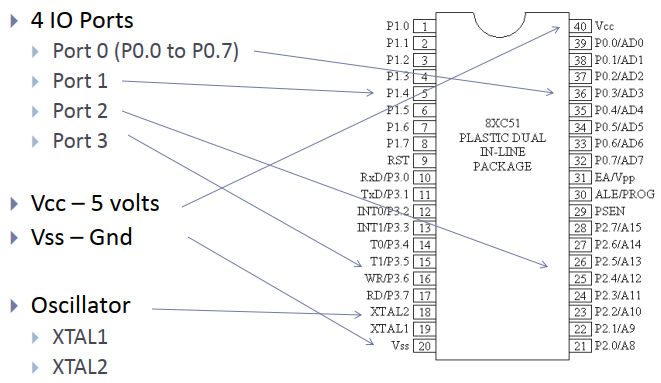 4 IO Ports
Port 0 (P0.0 to P0.7)
Port 1
Port 2
Port 3
Vcc – 5 volts
Vss – Gnd
Oscillator
XTAL1
XTAL2
P1.0 1
P1.1 2
P1.2 3
P1.3 4
P1.4 5
P1.5 6
P1.6 7
P1.7 8
RST 9
RxD/P3.0 10
TxD/P3.1 11
INT0/P3.2 12
INT1/P3.3 13
T0/P3.4 14
T1/P3.5 15
WR/P3.6 16
RD/P3.7 17
XTAL2 18
XTAL1 19
Vss 20
8XC51
PLASTIC DUAL
IN-LINE
PACKAGE
40 Vcc
39 P0.0/AD0
38 P0.1/AD1
37 P0.2/AD2
36 P0.3/AD3
35 P0.4/AD4
34 P0.5/AD5
33 P0.6/AD6
32 P0.7/AD7
31 EA/Vpp
30 ALE/PROG
29 PSEN
28 P2.7/A15
27 P2.6/A14
26 P2.5/A13
25 P2.4/A12
24 P2.3/A11
23 P2.2/A10
22 P2.1/A9
21 P2.0/A8